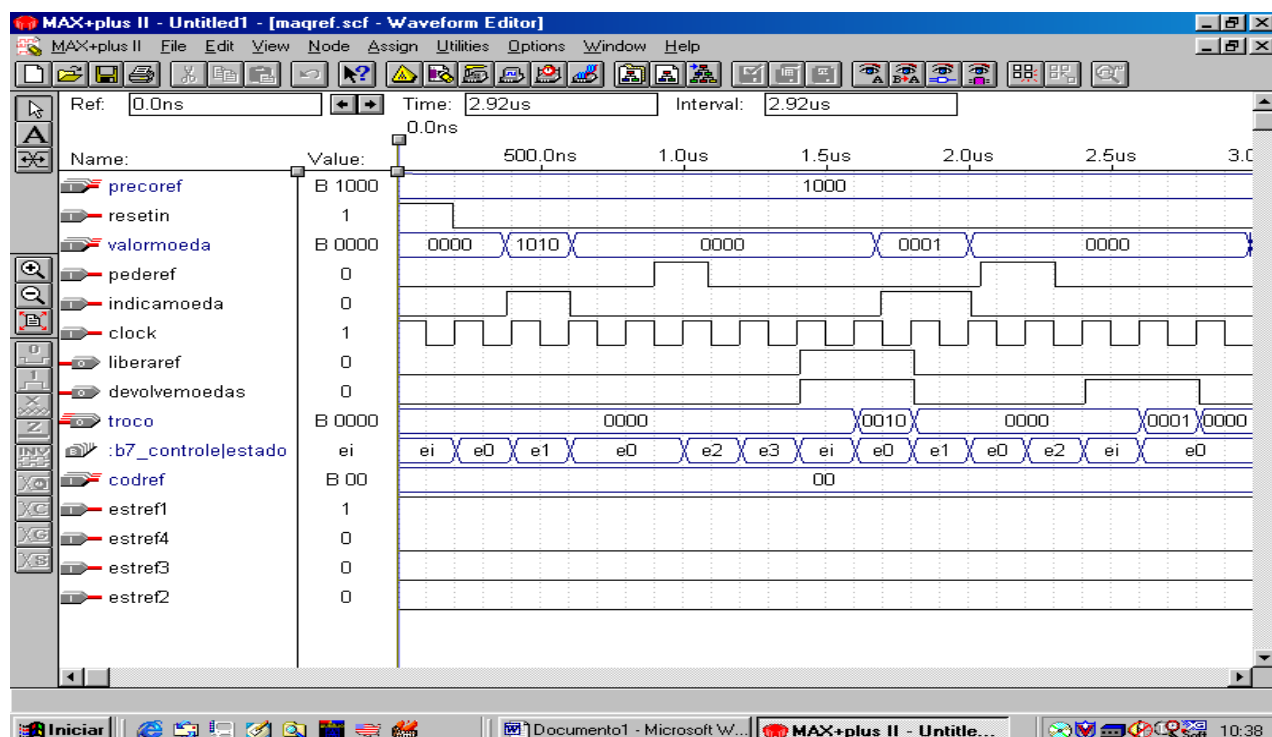 MAX+plus II - Untitled1 - [maqref.scf - Waveform Editor]
MAX+plus II File Edit View Node Assign Utilities Options Window Help
Ref: 0.0ns Time: 2.92us Interval: 2.92us
0.0ns
Name: Value: 500.0ns 1.0us 1.5us 2.0us 2.5us
precoref B 1000 1000
resetin 1
valormoeda B 0000 0000 1010 0000 0001 0000
pederef 0
indicamoeda 0
clock 1
liberaref 0
devolvemoedas 0
troco B 0000 0000 0010 0000 0001 0000
:b7_controle|estado ei ei e0 e1 e0 e2 e3 ei e0 e1 e0 e2 ei e0
codref B 00 00
estref1 1
estref4 0
estref3 0
estref2 0
Iniciar Documento1 - Microsoft W... MAX+plus II - Untitle... 10:38